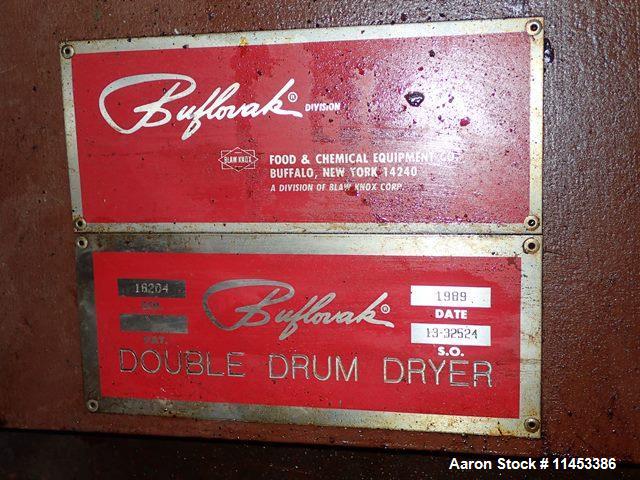 Buflovak® DIVISION
BLAW KNOX
FOOD & CHEMICAL EQUIPMENT CO.
BUFFALO, NEW YORK 14240
A DIVISION OF BLAW KNOX CORP.
16204
Buflovak®
1989
DATE
13-32524
PAT.
S.O.
DOUBLE DRUM DRYER
Aaron Stock # 11453386